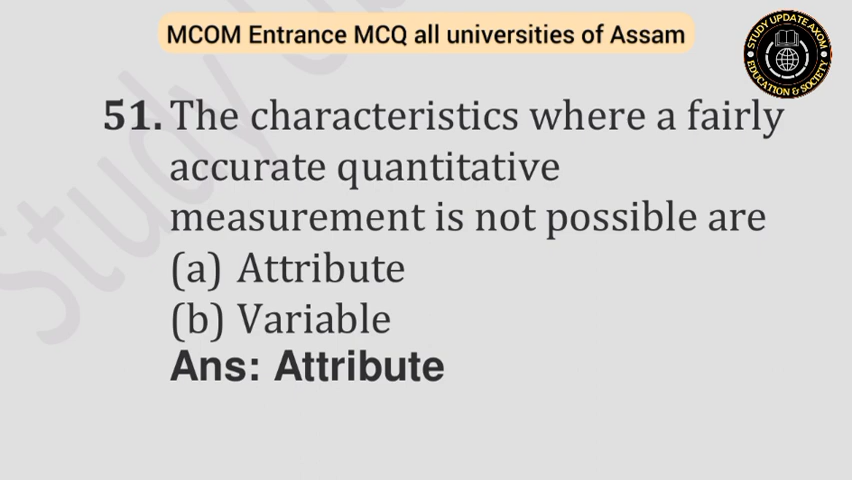 MCOM Entrance MCQ all universities of Assam
STUDY UPDATE AXOM
EDUCATION & SOCIETY
51. The characteristics where a fairly
accurate quantitative
measurement is not possible are
(a) Attribute
(b) Variable
Ans: Attribute
Study